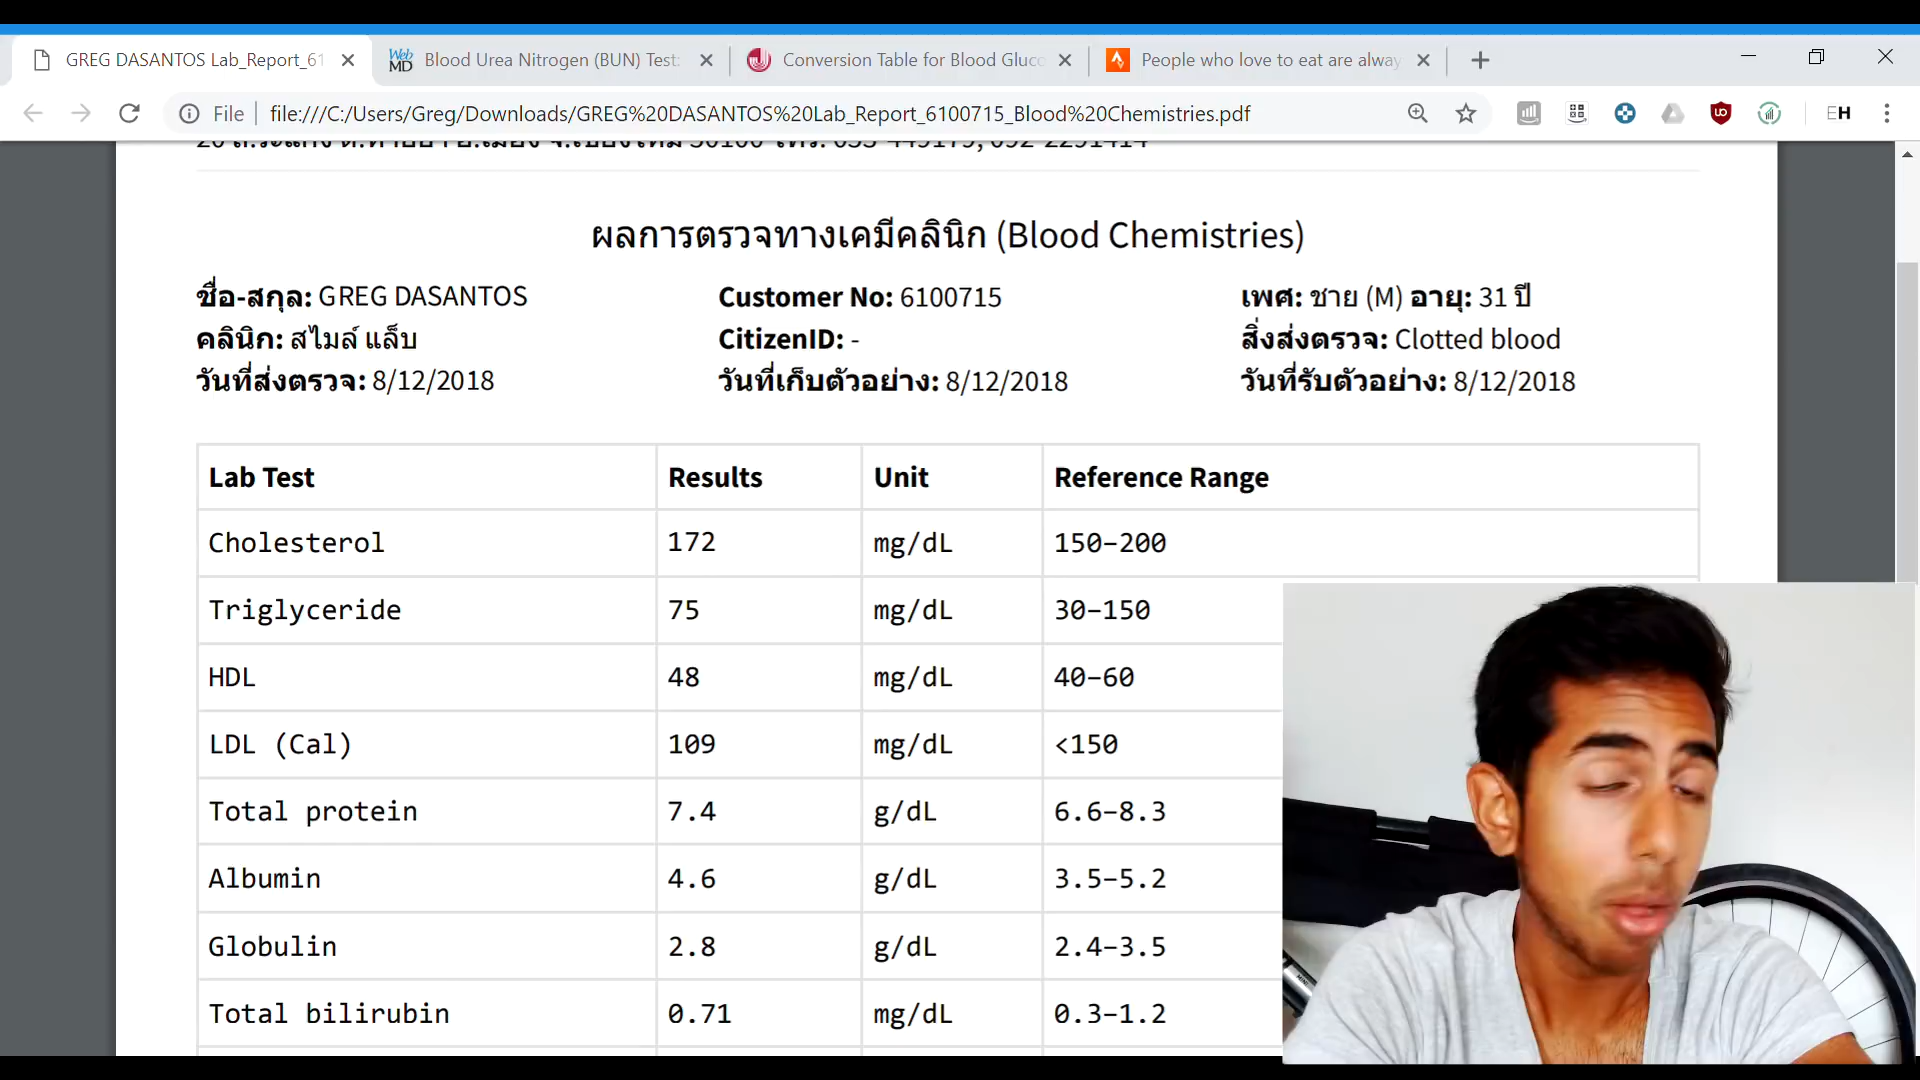 GREG DASANTOS Lab_Report_61
WebMD Blood Urea Nitrogen (BUN) Test:
Conversion Table for Blood Gluco
People who love to eat are alway
File file:///C:/Users/Greg/Downloads/GREG%20DASANTOS%20Lab_Report_6100715_Blood%20Chemistries.pdf
EH
ผลการตรวจทางเคมีคลินิก (Blood Chemistries)
ชื่อ-สกุล: GREG DASANTOS Customer No: 6100715 เพศ: ชาย (M) อายุ: 31 ปี
คลินิก: สไมล์ แล็บ CitizenID: - สิ่งส่งตรวจ: Clotted blood
วันที่ส่งตรวจ: 8/12/2018 วันที่เก็บตัวอย่าง: 8/12/2018 วันที่รับตัวอย่าง: 8/12/2018
Lab Test Results Unit Reference Range
Cholesterol 172 mg/dL 150–200
Triglyceride 75 mg/dL 30–150
HDL 48 mg/dL 40–60
LDL (Cal) 109 mg/dL <150
Total protein 7.4 g/dL 6.6–8.3
Albumin 4.6 g/dL 3.5–5.2
Globulin 2.8 g/dL 2.4–3.5
Total bilirubin 0.71 mg/dL 0.3–1.2